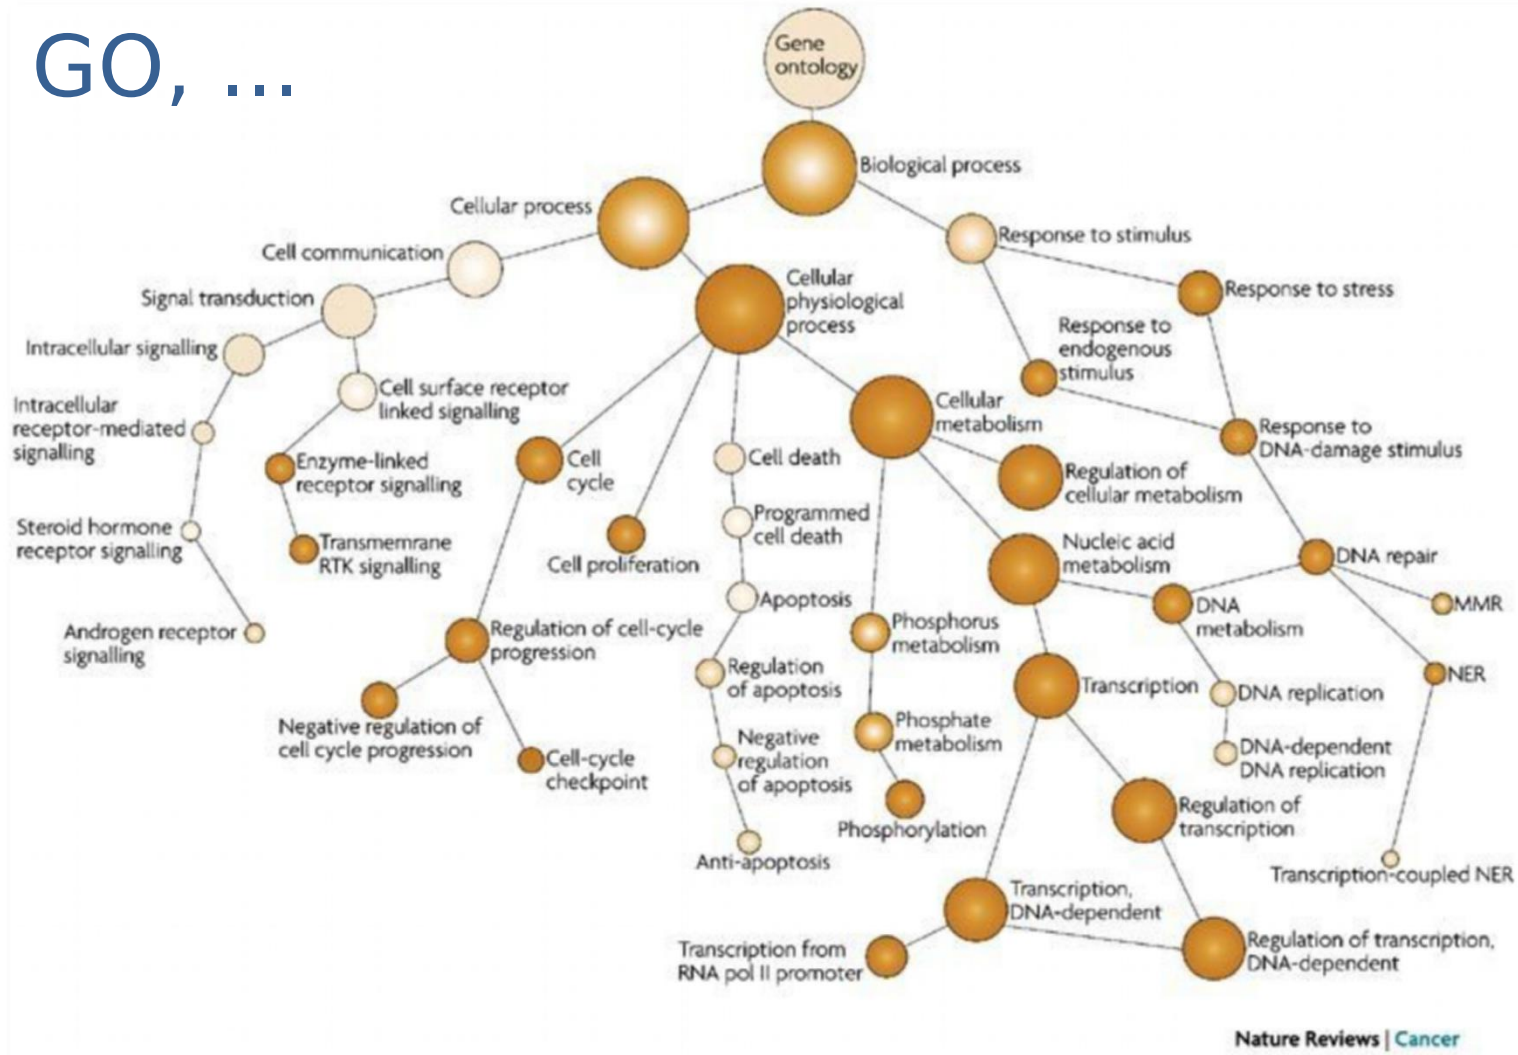 GO, ...
Gene
ontology
Biological process
Cellular process
Response to stimulus
Cell communication
Cellular
physiological
process
Response to stress
Signal transduction
Response to
endogenous
stimulus
Intracellular signalling
Cell surface receptor
linked signalling
Intracellular
receptor-mediated
signalling
Cellular
metabolism
Response to
DNA-damage stimulus
Enzyme-linked
receptor signalling
Cell
cycle
Cell death
Regulation of
cellular metabolism
Steroid hormone
receptor signalling
Transmemrane
RTK signalling
Cell proliferation
Programmed
cell death
Nucleic acid
metabolism
DNA repair
Androgen receptor
signalling
Regulation of cell-cycle
progression
Apoptosis
Phosphorus
metabolism
DNA
metabolism
MMR
Regulation
of apoptosis
Transcription
DNA replication
NER
Negative regulation of
cell cycle progression
Cell-cycle
checkpoint
Negative
regulation
of apoptosis
Phosphate
metabolism
DNA-dependent
DNA replication
Phosphorylation
Regulation of
transcription
Anti-apoptosis
Transcription-coupled NER
Transcription,
DNA-dependent
Transcription from
RNA pol II promoter
Regulation of transcription,
DNA-dependent
Nature Reviews | Cancer